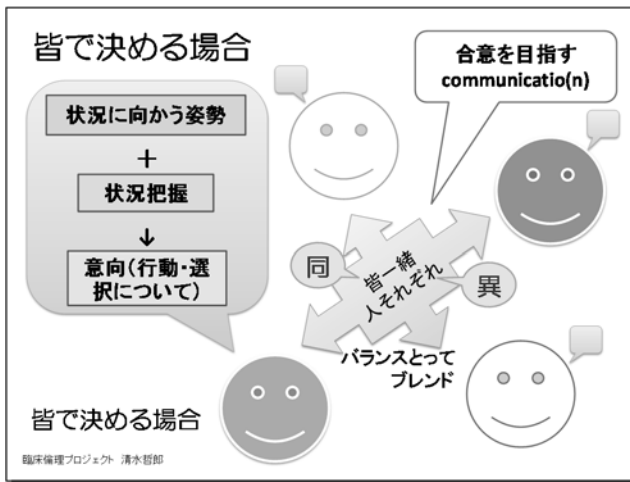 皆で決める場合
合意を目指す
communicatio(n)
状況に向かう姿勢
＋
状況把握
↓
意向(行動・選
択について)
同
皆一緒
人それぞれ
異
バランスとって
ブレンド
皆で決める場合
臨床倫理プロジェクト 清水哲郎